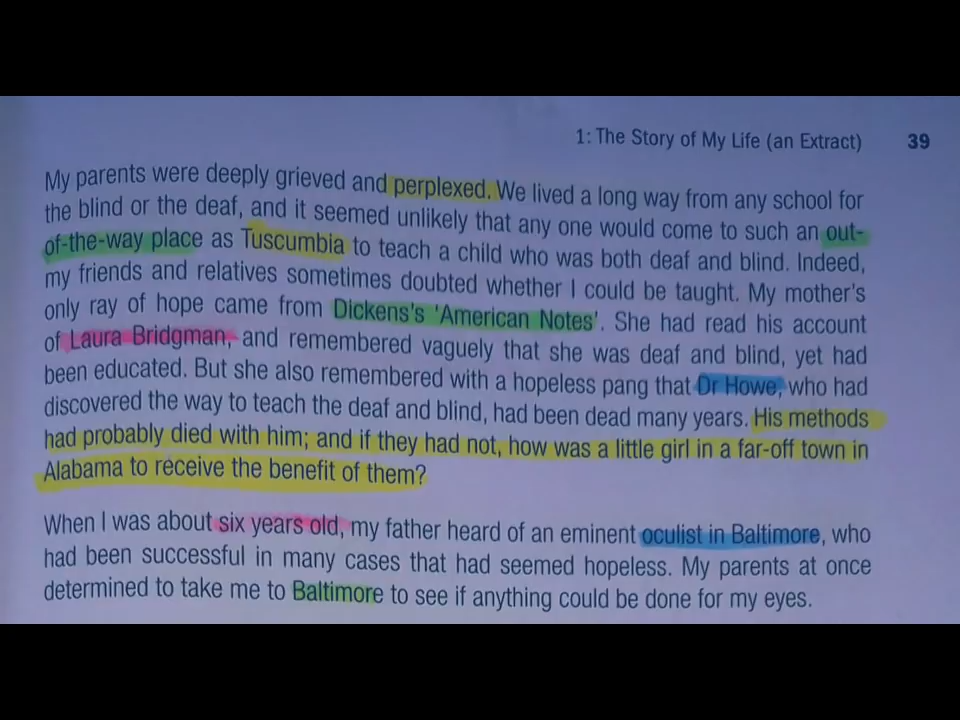 1: The Story of My Life (an Extract) 39
My parents were deeply grieved and perplexed. We lived a long way from any school for
the blind or the deaf, and it seemed unlikely that any one would come to such an out-
of-the-way place as Tuscumbia to teach a child who was both deaf and blind. Indeed,
my friends and relatives sometimes doubted whether I could be taught. My mother's
only ray of hope came from Dickens's 'American Notes'. She had read his account
of Laura Bridgman, and remembered vaguely that she was deaf and blind, yet had
been educated. But she also remembered with a hopeless pang that Dr Howe, who had
discovered the way to teach the deaf and blind, had been dead many years. His methods
had probably died with him; and if they had not, how was a little girl in a far-off town in
Alabama to receive the benefit of them?
When I was about six years old, my father heard of an eminent oculist in Baltimore, who
had been successful in many cases that had seemed hopeless. My parents at once
determined to take me to Baltimore to see if anything could be done for my eyes.